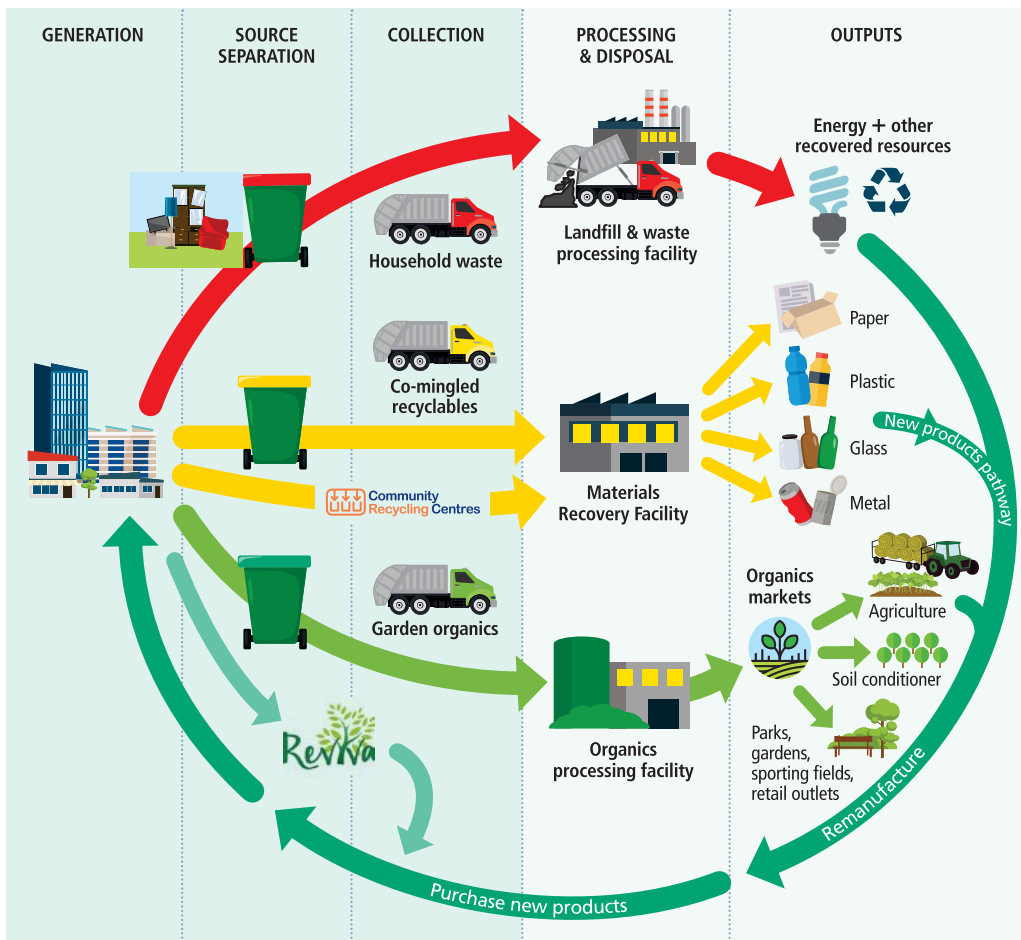 GENERATION
SOURCE
SEPARATION
COLLECTION
PROCESSING
& DISPOSAL
OUTPUTS
Household waste
Landfill & waste
processing facility
Energy + other
recovered resources
Co-mingled
recyclables
Community
Recycling Centres
Materials
Recovery Facility
Paper
Plastic
Glass
Metal
New products pathway
Garden organics
Organics
processing facility
Organics
markets
Agriculture
Soil conditioner
Parks,
gardens,
sporting fields,
retail outlets
Reviva
Remanufacture
Purchase new products